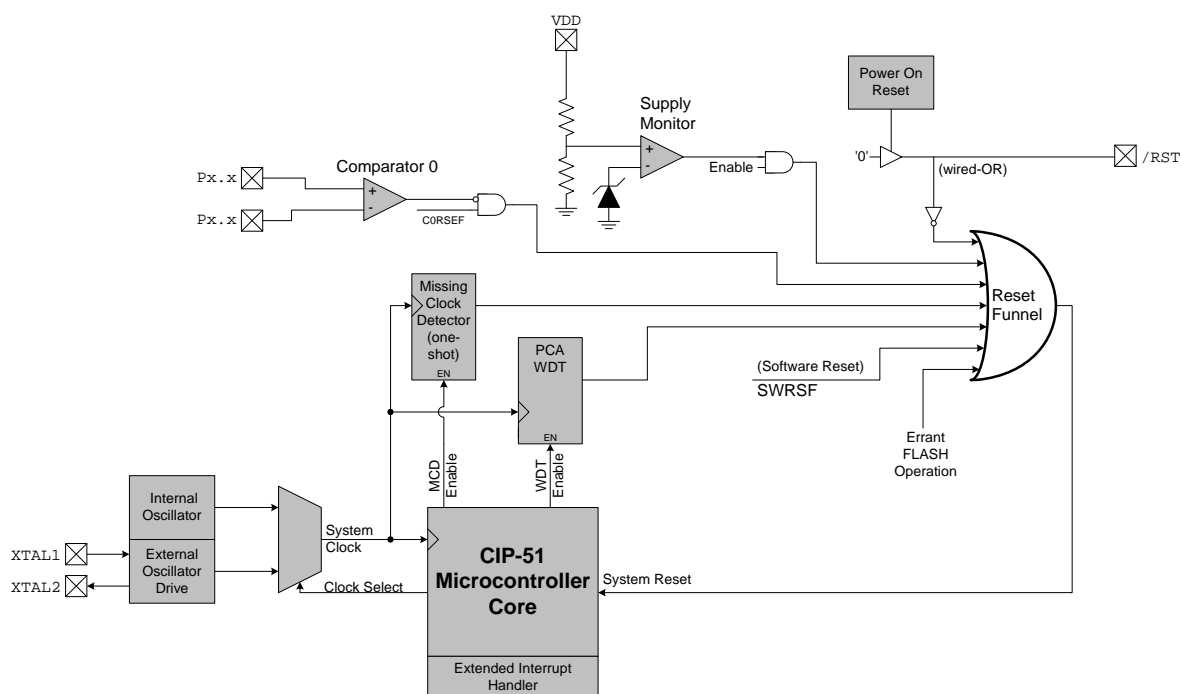 VDD
Power On
Reset
Supply
Monitor
+
-
Enable
'0'
(wired-OR)
/RST
Comparator 0
Px.x
+
Px.x
-
C0RSEF
Missing
Clock
Detector
(one-
shot)
EN
PCA
WDT
EN
Reset
Funnel
(Software Reset)
SWRSF
Errant
FLASH
Operation
MCD
Enable
WDT
Enable
Internal
Oscillator
System
Clock
XTAL1
XTAL2
External
Oscillator
Drive
Clock Select
CIP-51
Microcontroller
Core
System Reset
Extended Interrupt
Handler